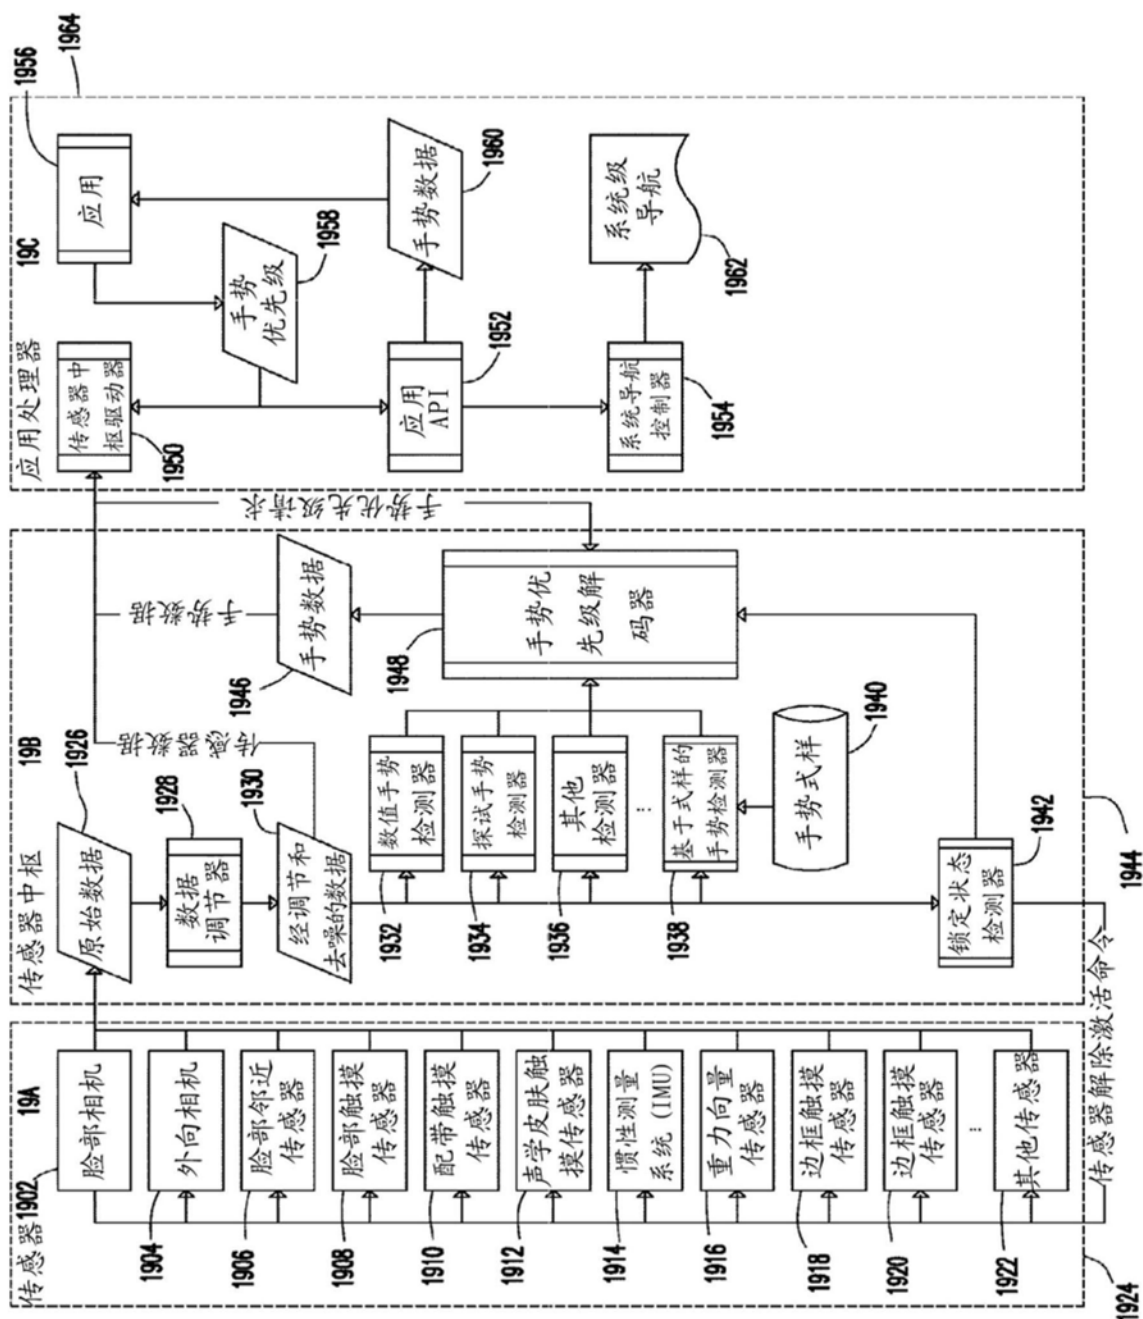 传感器
19A
1902
脸部相机
1904
外向相机
1906
脸部邻近
传感器
1908
脸部触摸
传感器
1910
配带触摸
传感器
1912
声学皮肤触
摸传感器
1914
惯性测量
系统(IMU)
1916
重力向量
传感器
1918
边框触摸
传感器
1920
边框触摸
传感器
...
1922
其他传感器
1924
传感器解除激活命令
传感器中枢
19B
原始数据
1926
数据
调节器
1928
经调节和
去噪的数据
1930
传感器数据
1932
数值手势
检测器
1934
探试手势
检测器
1936
其他
检测器
...
1938
基于式样的
手势检测器
手势式样
1940
锁定状态
检测器
1942
1944
手势数据
1946
手势数据
手势优
先级解
码器
1948
手势优先级请求
应用处理器
19C
传感器中
枢驱动器
1950
应用
1956
手势
优先级
1958
应用
API
1952
手势数据
1960
系统导航
控制器
1954
系统级
导航
1962
1964